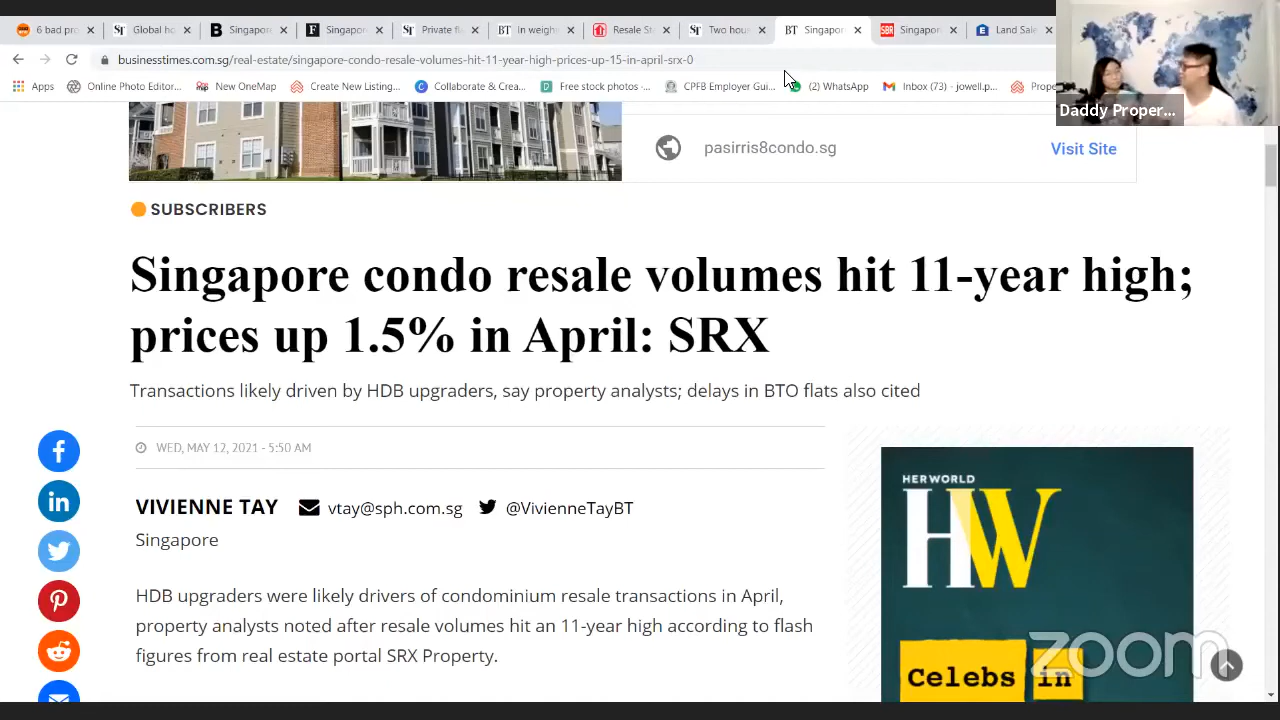 6 bad pro
Global ho
Singapor
Singapor
Private r
In weigh
Resale St
Two hou
Singapor
Singapor
Land Sale
businesstimes.com.sg/real-estate/singapore-condo-resale-volumes-hit-11-year-high-prices-up-15-in-april-srx-0
Apps
Online Photo Editor...
New OneMap
Create New Listing...
Collaborate & Crea...
Free stock photos...
CPFB Employer Gui...
(2) WhatsApp
Inbox (73) - jowell.p...
Prope
Daddy Proper...
pasirris8condo.sg
Visit Site
SUBSCRIBERS
Singapore condo resale volumes hit 11-year high;
prices up 1.5% in April: SRX
Transactions likely driven by HDB upgraders, say property analysts; delays in BTO flats also cited
WED, MAY 12, 2021 - 5:50 AM
VIVIENNE TAY vtay@sph.com.sg @VivienneTayBT
Singapore
HDB upgraders were likely drivers of condominium resale transactions in April,
property analysts noted after resale volumes hit an 11-year high according to flash
figures from real estate portal SRX Property.
HERWORLD
HW
Celebs in
zoom